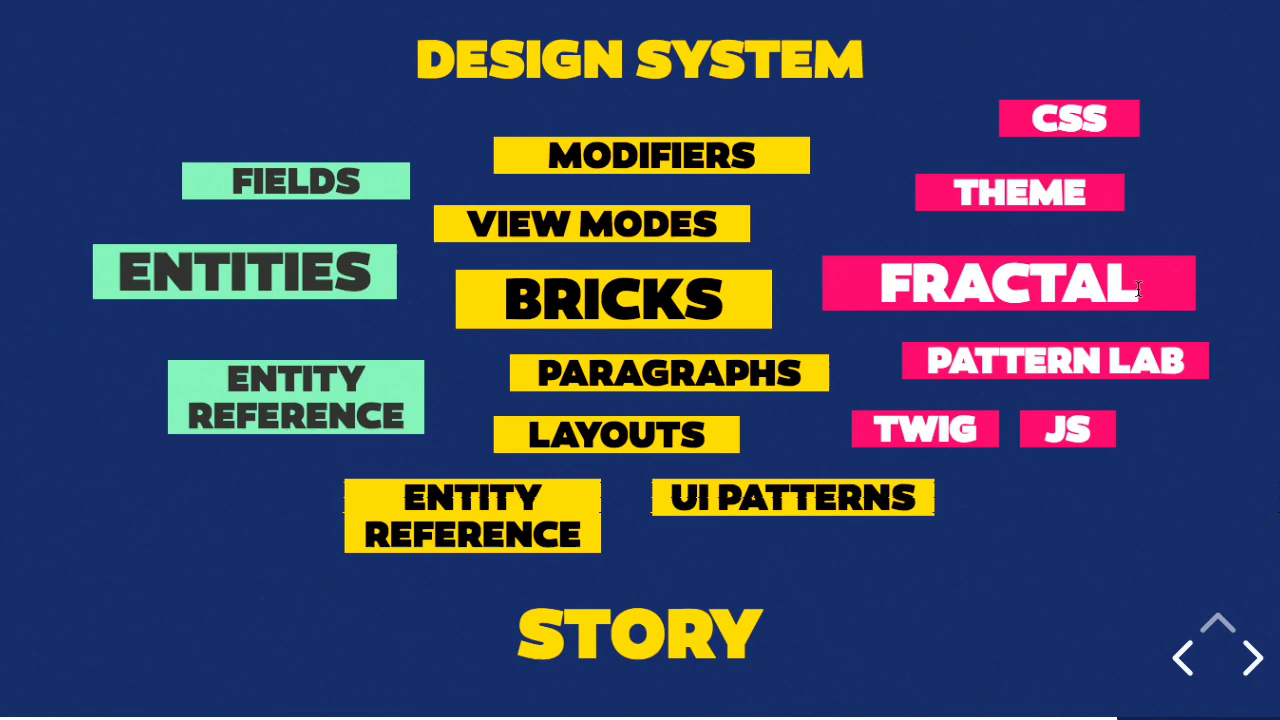 DESIGN SYSTEM
CSS
MODIFIERS
FIELDS
THEME
VIEW MODES
ENTITIES
BRICKS
FRACTAL
PATTERN LAB
PARAGRAPHS
ENTITY
REFERENCE
LAYOUTS
TWIG
JS
ENTITY
REFERENCE
UI PATTERNS
STORY